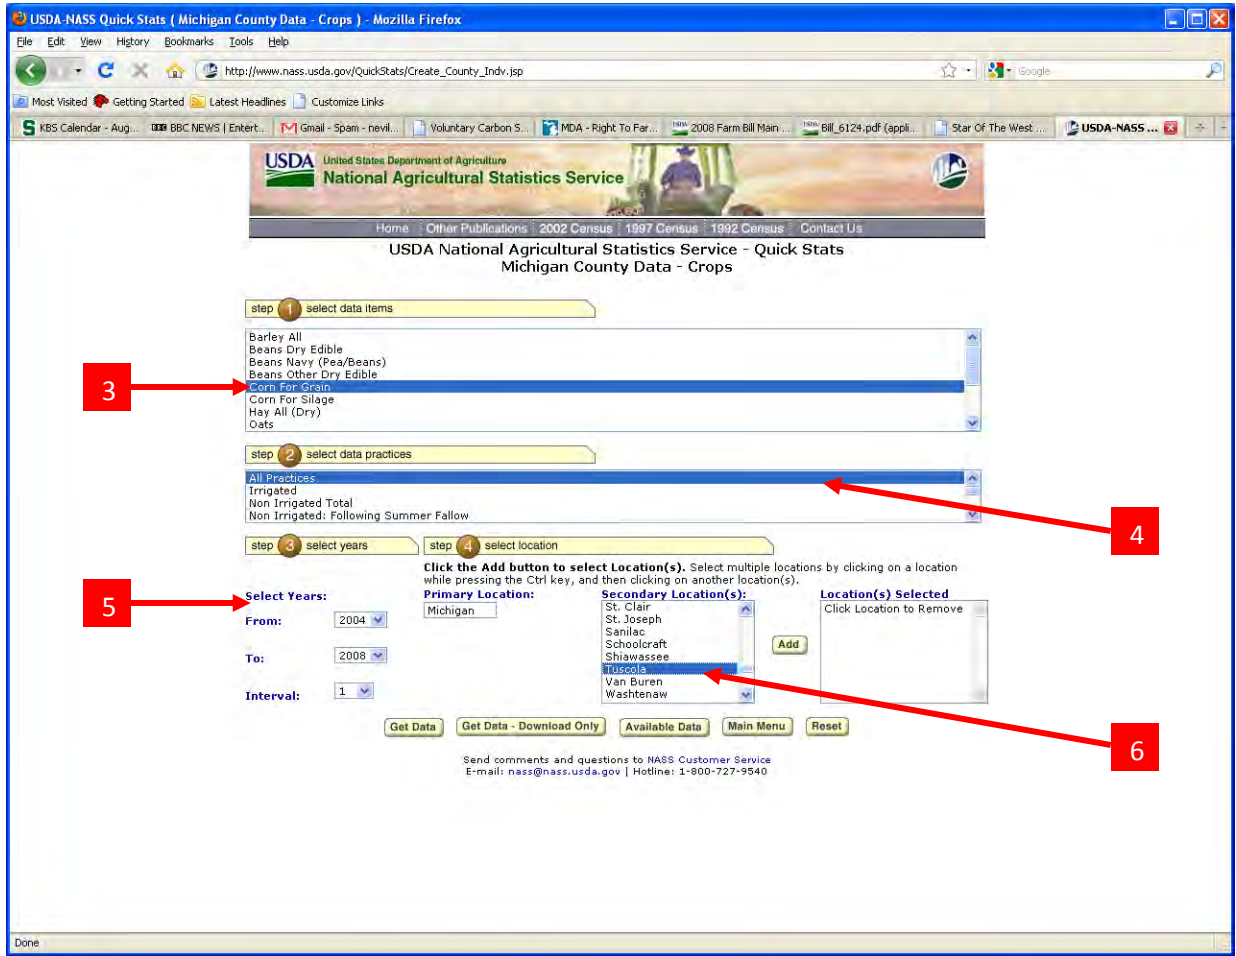 USDA-NASS Quick Stats ( Michigan County Data - Crops ) - Mozilla Firefox
File Edit View History Bookmarks Tools Help
http://www.nass.usda.gov/QuickStats/Create_County_Indv.jsp
Google
Most Visited Getting Started Latest Headlines Customize Links
KBS Calendar - Aug... BBC NEWS | Entert... Gmail - Spam - nevil... Voluntary Carbon S... MDA - Right To Far... 2008 Farm Bill Main ... Bill_6124.pdf (appli... Star Of The West ... USDA-NASS ...
USDA United States Department of Agriculture
National Agricultural Statistics Service
Home Other Publications 2002 Census 1997 Census 1992 Census Contact Us
USDA National Agricultural Statistics Service - Quick Stats
Michigan County Data - Crops
step 1 select data items
Barley All
Beans Dry Edible
Beans Navy (Pea/Beans)
Beans Other Dry Edible
3
Corn For Grain
Corn For Silage
Hay All (Dry)
Oats
step 2 select data practices
All Practices
Irrigated
Non Irrigated Total
Non Irrigated: Following Summer Fallow
4
step 3 select years
step 4 select location
Click the Add button to select Location(s). Select multiple locations by clicking on a location
while pressing the Ctrl key, and then clicking on another location(s).
5
Select Years:
From: 2004
To: 2008
Interval: 1
Primary Location:
Michigan
Secondary Location(s):
St. Clair
St. Joseph
Sanilac
Schoolcraft
Shiawassee
Tuscola
Van Buren
Washtenaw
Add
Location(s) Selected
Click Location to Remove
6
Get Data Get Data - Download Only Available Data Main Menu Reset
Send comments and questions to NASS Customer Service
E-mail: nass@nass.usda.gov | Hotline: 1-800-727-9540
Done